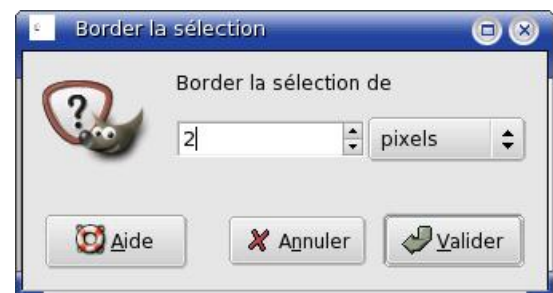 Border la sélection
Border la sélection de
2 pixels
Aide Annuler Valider